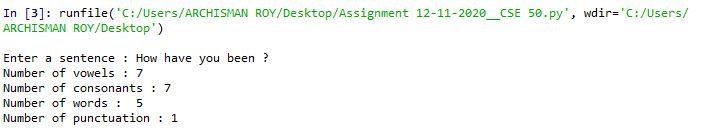 In [3]: runfile('C:/Users/ARCHISMAN ROY/Desktop/Assignment 12-11-2020__CSE 50.py', wdir='C:/Users/
ARCHISMAN ROY/Desktop')
Enter a sentence : How have you been ?
Number of vowels : 7
Number of consonants : 7
Number of words :  5
Number of punctuation : 1